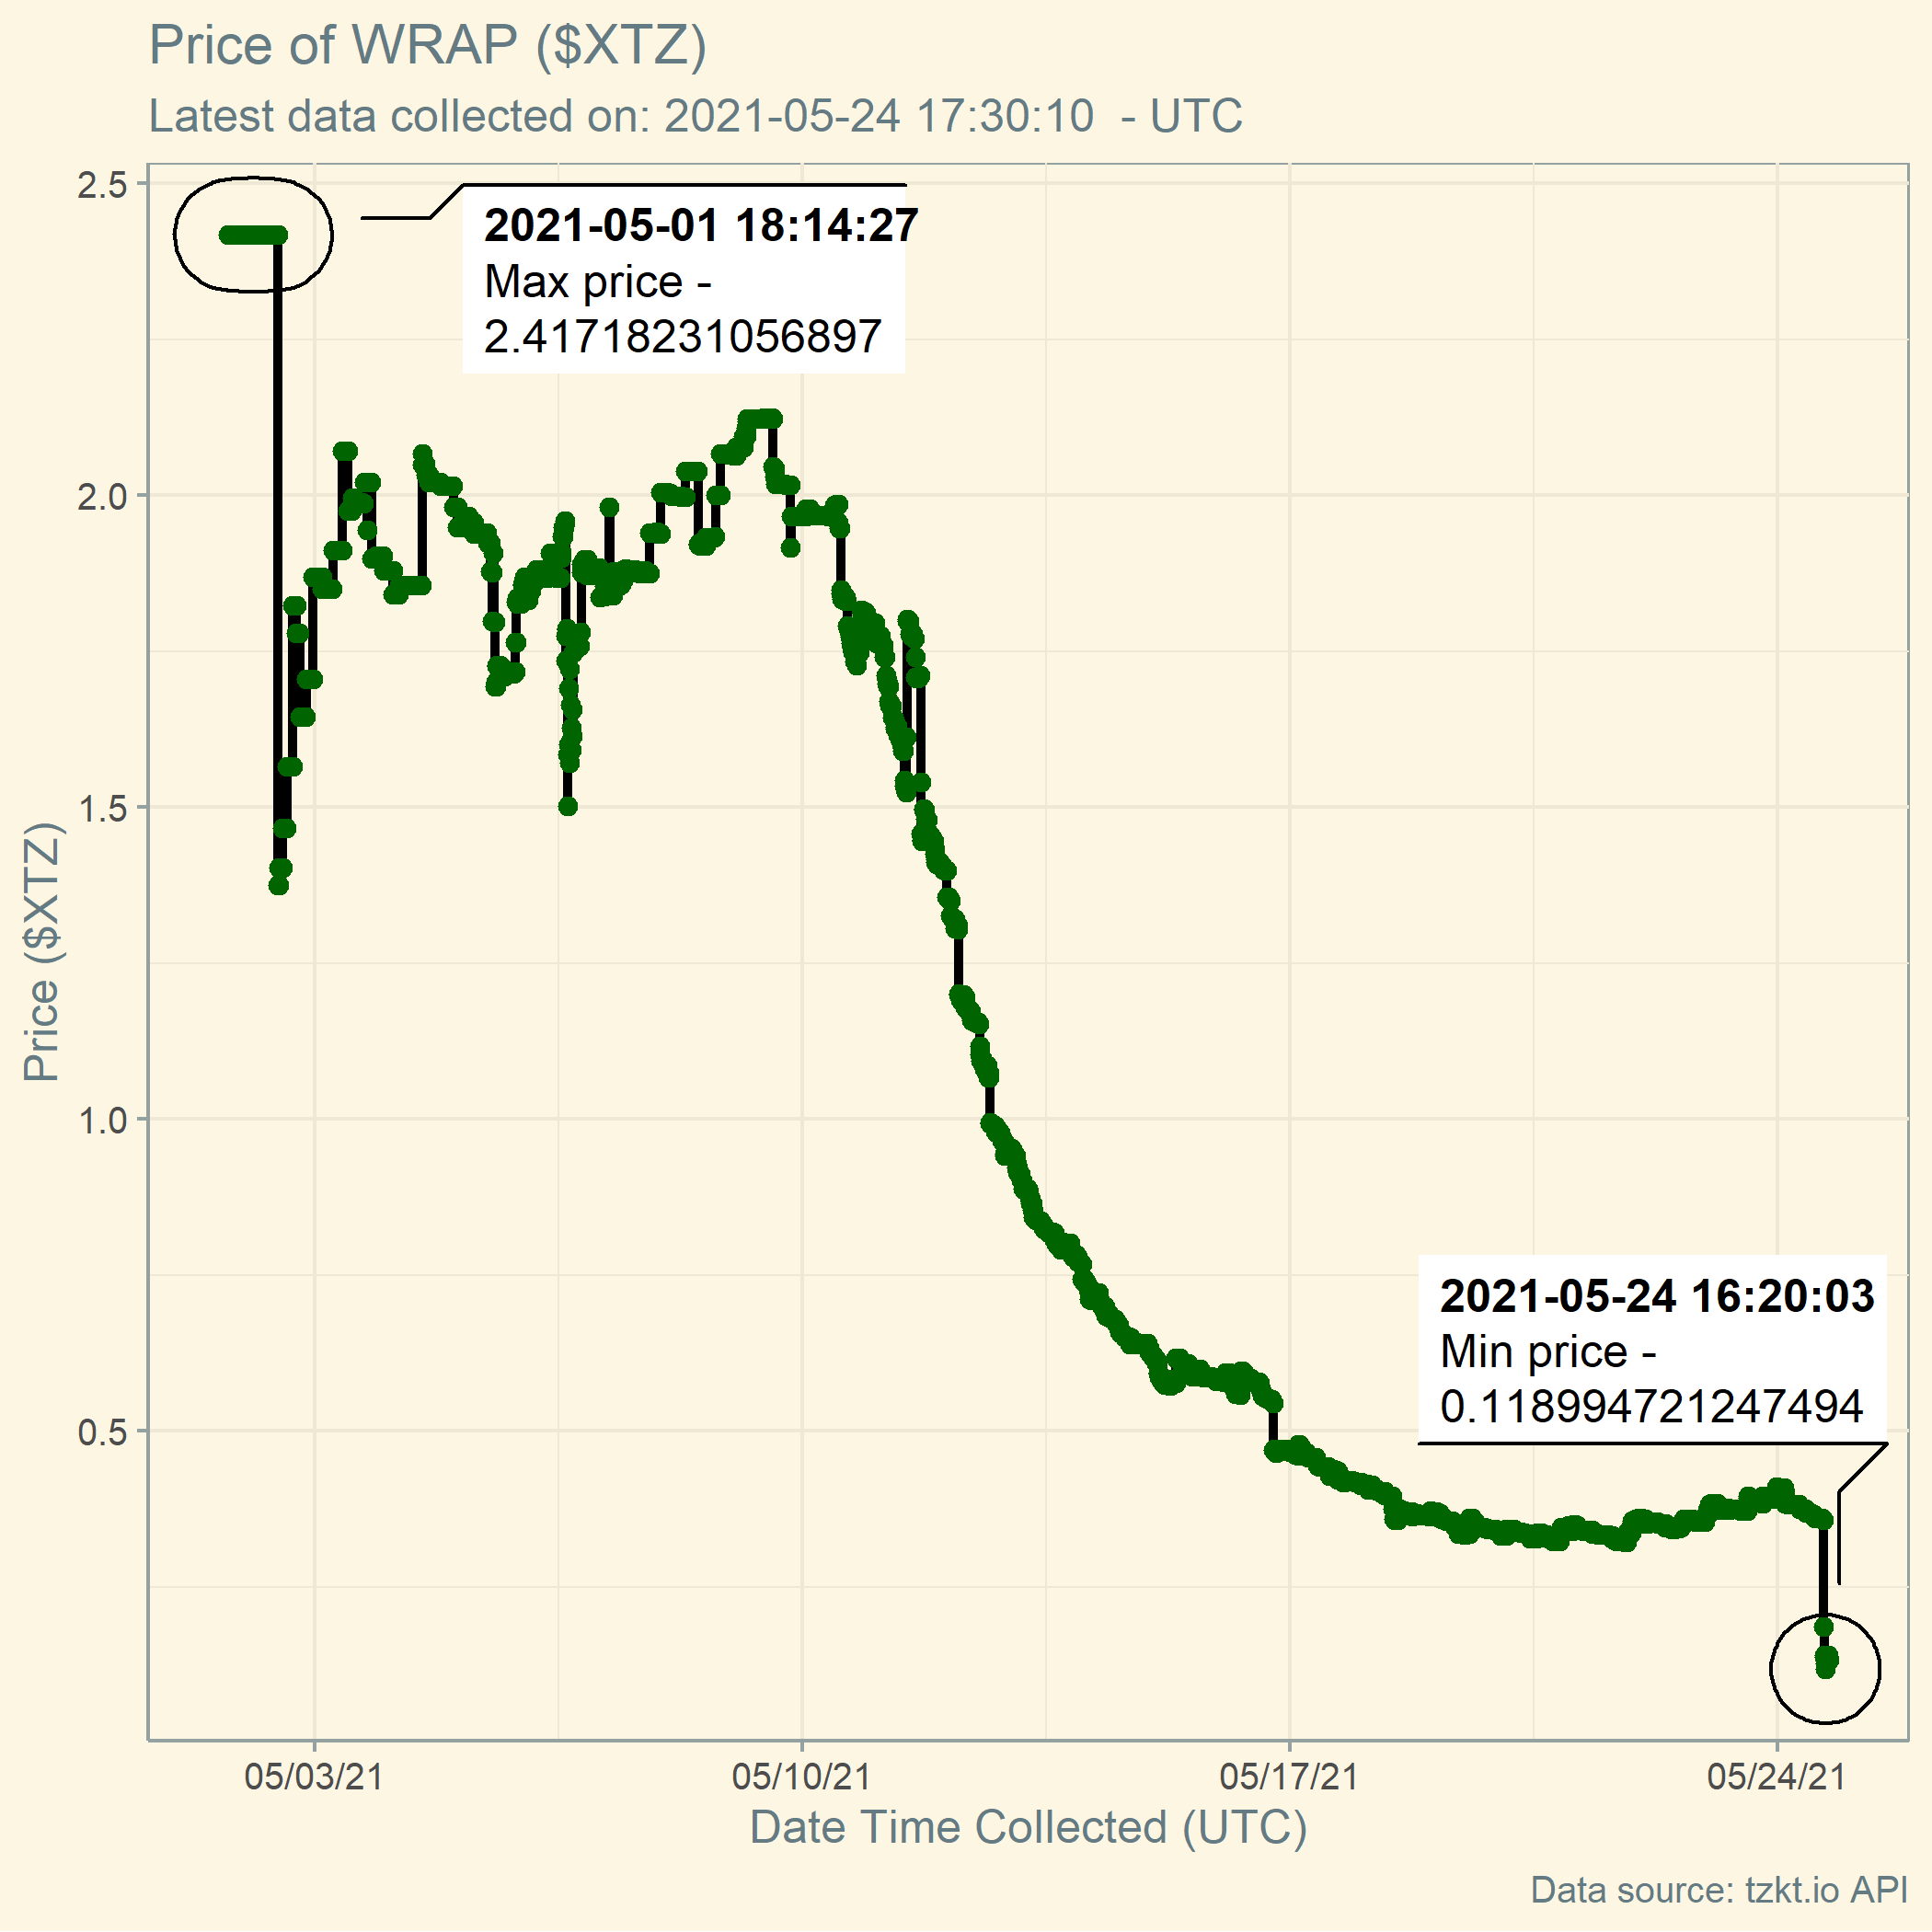 Price of WRAP ($XTZ)
Latest data collected on: 2021-05-24 17:30:10  - UTC
2.5
2021-05-01 18:14:27
Max price -
2.41718231056897
2.0
1.5
Price ($XTZ)
1.0
2021-05-24 16:20:03
Min price -
0.118994721247494
0.5
05/03/21 05/10/21 05/17/21 05/24/21
Date Time Collected (UTC)
Data source: tzkt.io API